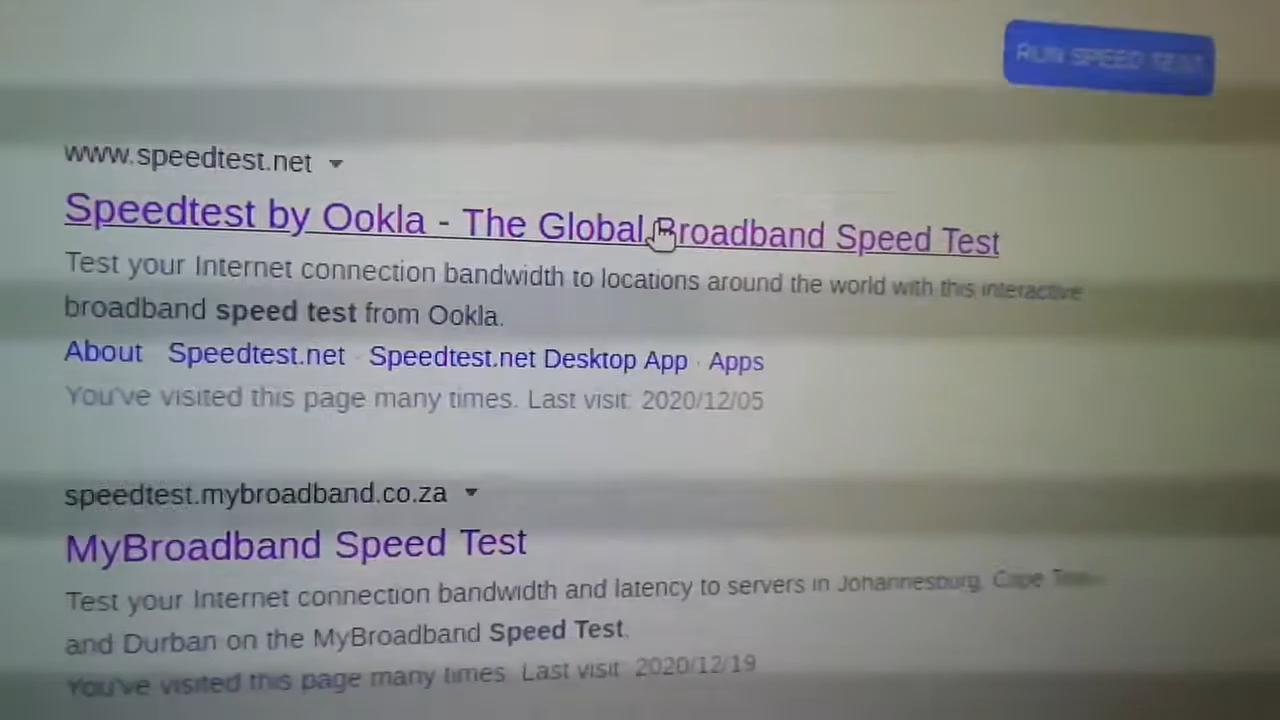 RUN SPEED TEST
www.speedtest.net
Speedtest by Ookla - The Global Broadband Speed Test
Test your Internet connection bandwidth to locations around the world with this interactive
broadband speed test from Ookla.
About · Speedtest.net · Speedtest.net Desktop App · Apps
You've visited this page many times. Last visit: 2020/12/05
speedtest.mybroadband.co.za
MyBroadband Speed Test
Test your Internet connection bandwidth and latency to servers in Johannesburg, Cape
and Durban on the MyBroadband Speed Test.
You've visited this page many times. Last visit: 2020/12/19